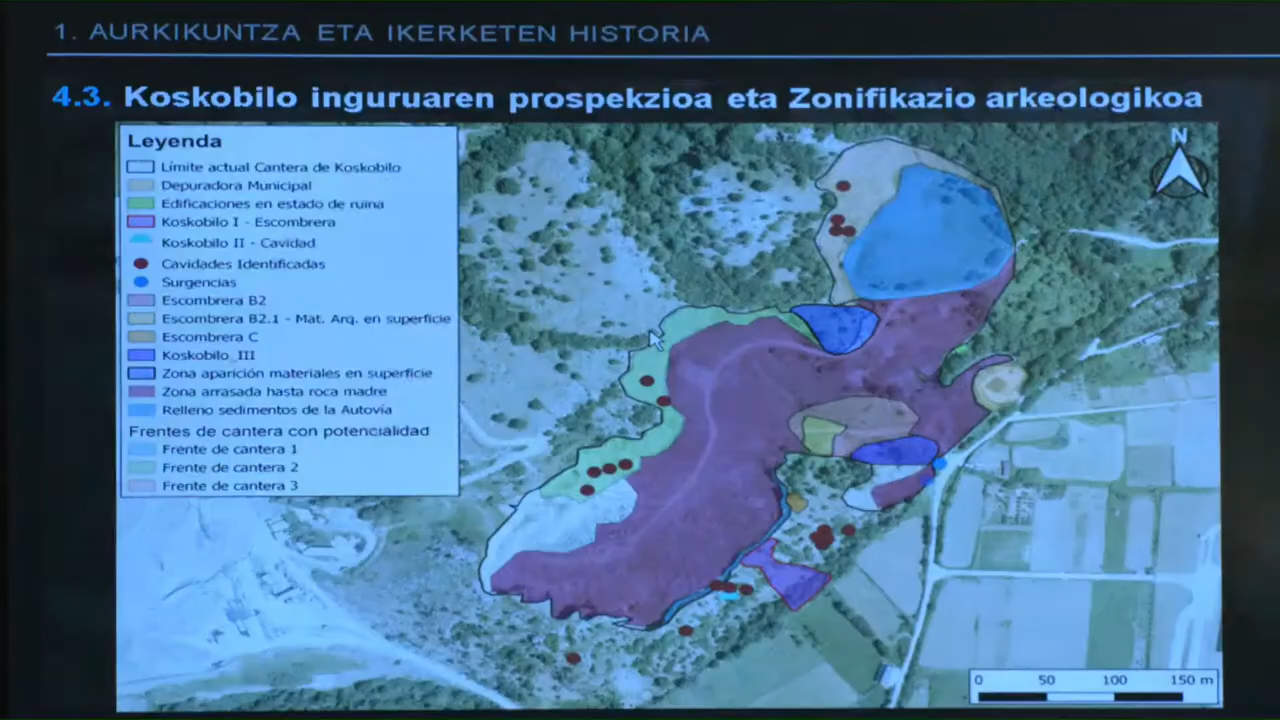 1. AURKIKUNTZA ETA IKERKETEN HISTORIA
4.3. Koskobilo inguruaren prospekzioa eta Zonifikazio arkeologikoa
Leyenda
Límite actual Cantera de Koskobilo
Depuradora Municipal
Edificaciones en estado de ruina
Koskobilo I - Escombrera
Koskobilo II - Cavidad
Cavidades Identificadas
Surgencias
Escombrera B2
Escombrera B2.1 - Mat. Arq. en superficie
Escombrera C
Koskobilo_III
Zona aparición materiales en superficie
Zona arrasada hasta roca madre
Relleno sedimentos de la Autovía
Frentes de cantera con potencialidad
Frente de cantera 1
Frente de cantera 2
Frente de cantera 3
N
0 50 100 150 m